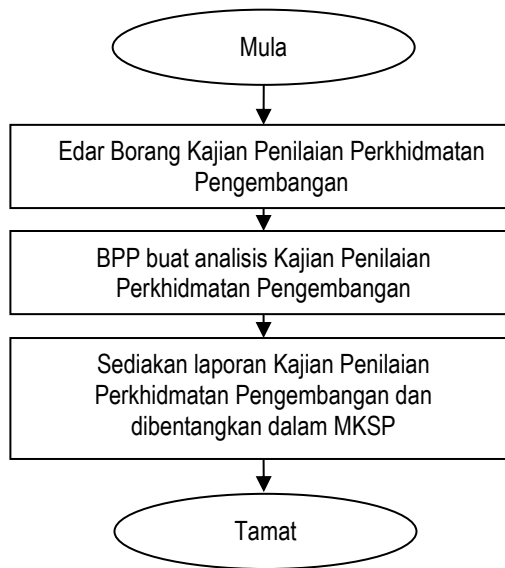 Mula
Edar Borang Kajian Penilaian Perkhidmatan
Pengembangan
BPP buat analisis Kajian Penilaian
Perkhidmatan Pengembangan
Sediakan laporan Kajian Penilaian
Perkhidmatan Pengembangan dan
dibentangkan dalam MKSP
Tamat